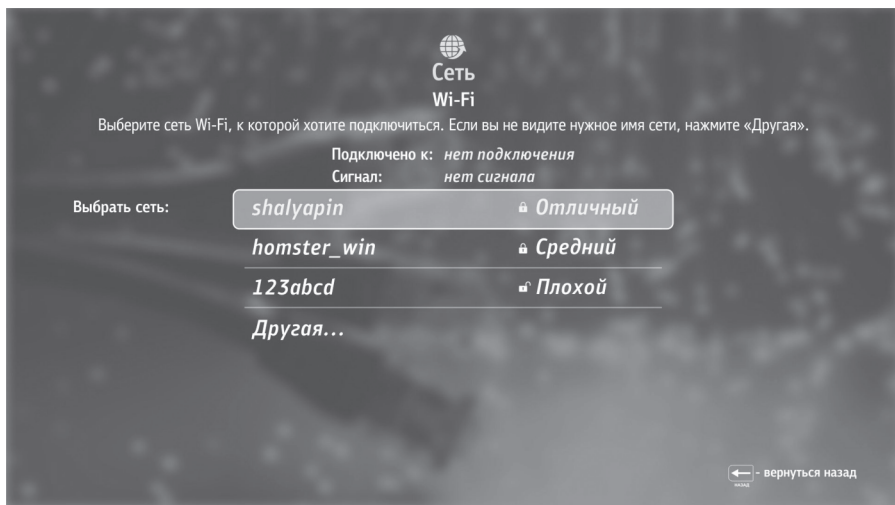 Сеть
Wi-Fi
Выберите сеть Wi-Fi, к которой хотите подключиться. Если вы не видите нужное имя сети, нажмите «Другая».
Подключено к: нет подключения
Сигнал: нет сигнала
Выбрать сеть: shalyapin Отличный
homster_win Средний
123abcd Плохой
Другая...
- вернуться назад
НАЗАД